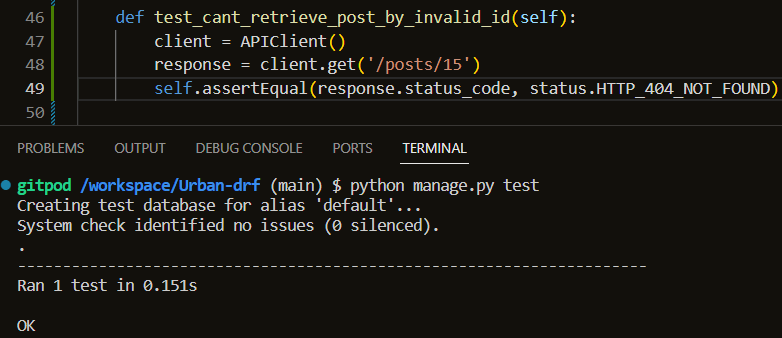 46 def test_cant_retrieve_post_by_invalid_id(self):
47 client = APIClient()
48 response = client.get('/posts/15')
49 self.assertEqual(response.status_code, status.HTTP_404_NOT_FOUND)
50
PROBLEMS OUTPUT DEBUG CONSOLE PORTS TERMINAL
gitpod /workspace/Urban-drf (main) $ python manage.py test
Creating test database for alias 'default'...
System check identified no issues (0 silenced).
.
----------------------------------------------------------------------
Ran 1 test in 0.151s
OK